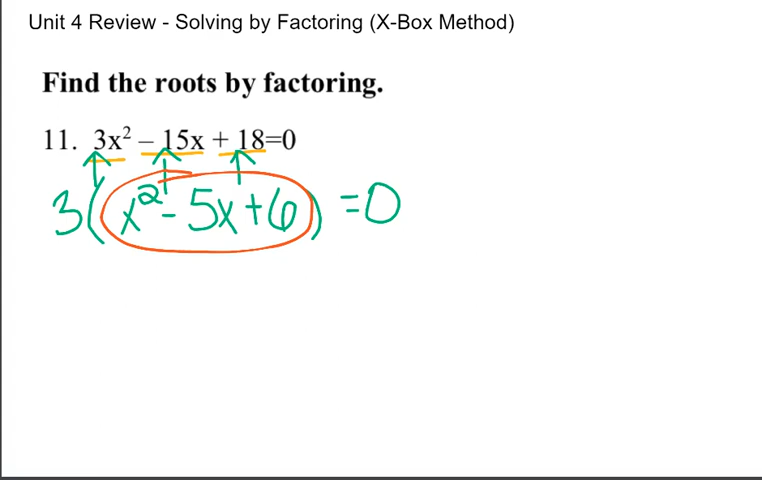 Unit 4 Review - Solving by Factoring (X-Box Method)
Find the roots by factoring.
11. 3x² – 15x + 18=0
3(x² - 5x + 6) = 0